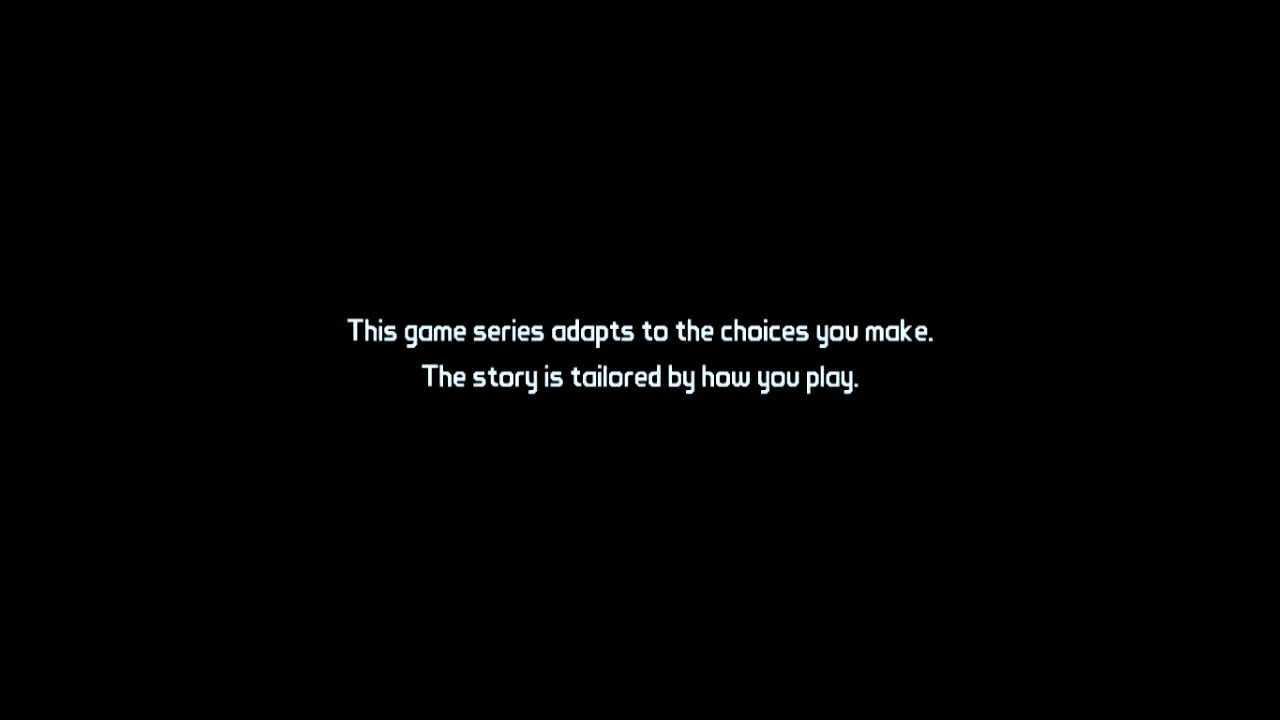 This game series adapts to the choices you make.
The story is tailored by how you play.